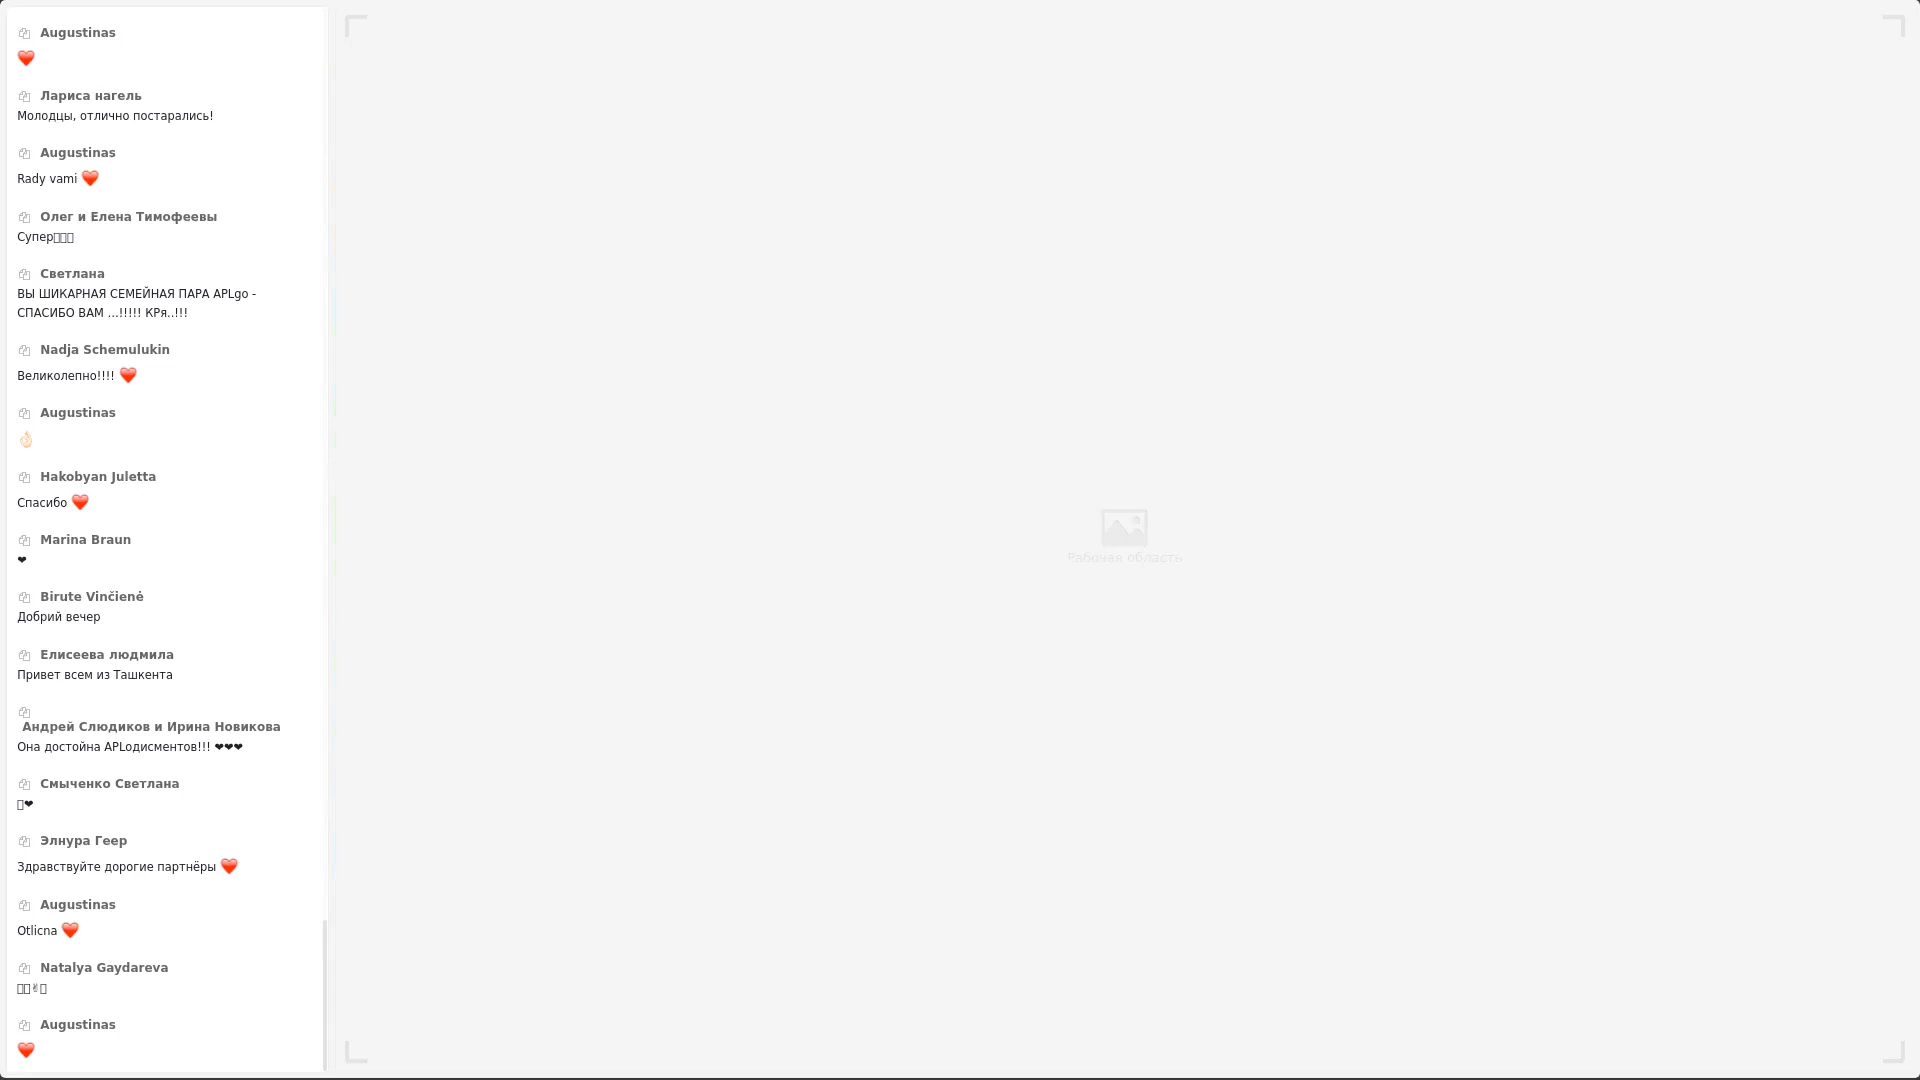 Augustinas
❤️
Лариса нагель
Молодцы, отлично постарались!
Augustinas
Rady vami ❤️
Олег и Елена Тимофеевы
Супер
Светлана
ВЫ ШИКАРНАЯ СЕМЕЙНАЯ ПАРА APLgo -
СПАСИБО ВАМ ...!!!!! КРя..!!!
Nadja Schemulukin
Великолепно!!!! ❤️
Augustinas
👌🏻
Hakobyan Juletta
Спасибо ❤️
Marina Braun
❤
Birute Vinčienė
Добрий вечер
Елисеева людмила
Привет всем из Ташкента
Андрей Слюдиков и Ирина Новикова
Она достойна APLодисментов!!! ❤❤❤
Смыченко Светлана
❤
Элнура Геер
Здравствуйте дорогие партнёры ❤️
Augustinas
Otlicna ❤️
Natalya Gaydareva
✌
Augustinas
❤️
Рабочая область